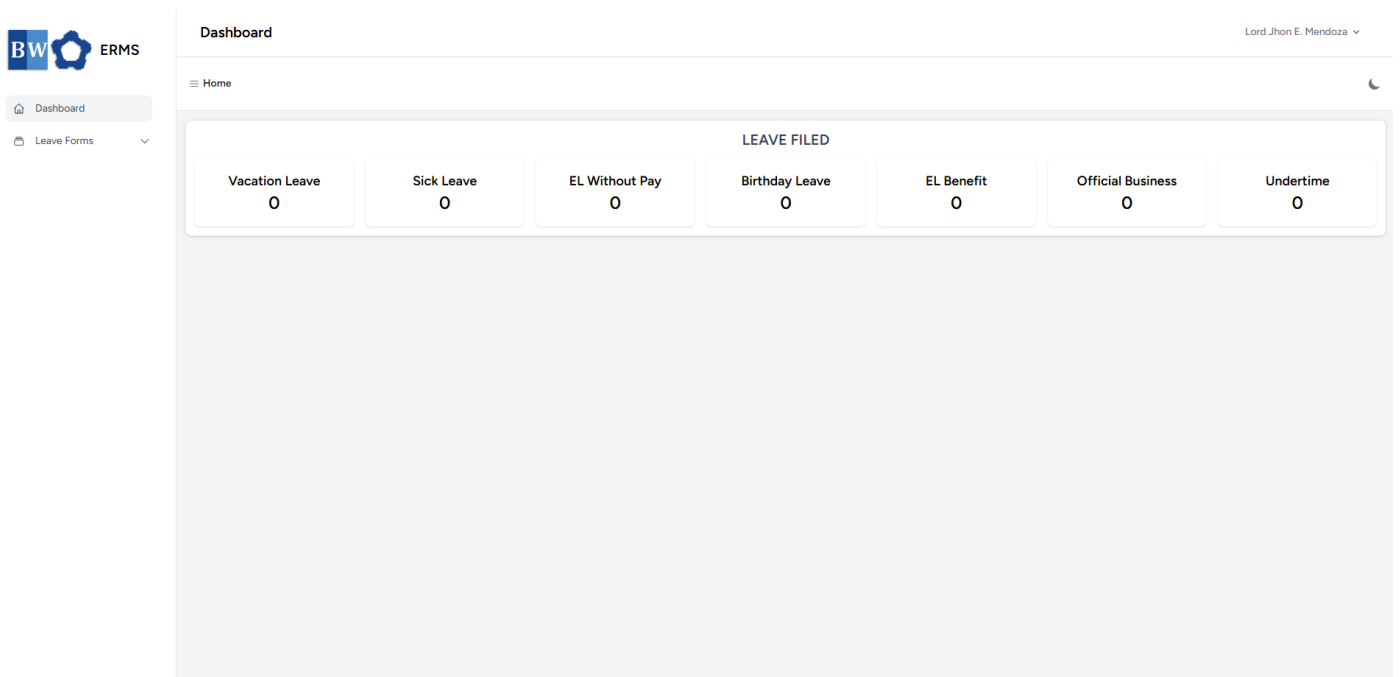 BW ERMS
Dashboard
Leave Forms
Dashboard
Lord Jhon E. Mendoza
Home
LEAVE FILED
Vacation Leave
0
Sick Leave
0
EL Without Pay
0
Birthday Leave
0
EL Benefit
0
Official Business
0
Undertime
0